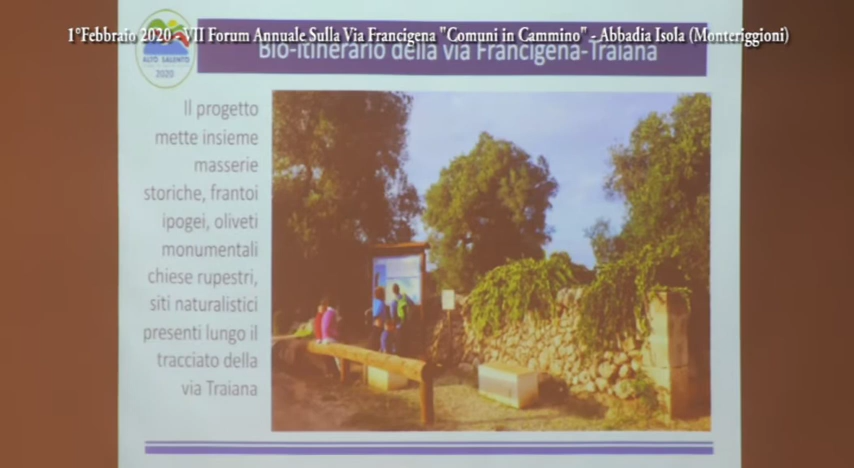 1°Febbraio 2020 - VII Forum Annuale Sulla Via Francigena "Comuni in Cammino" - Abbadia Isola (Monteriggioni)
Bio-itinerario della via Francigena-Traiana
ALTO SALENTO
2020
Il progetto
mette insieme
masserie
storiche, frantoi
ipogei, oliveti
monumentali
chiese rupestri,
siti naturalistici
presenti lungo il
tracciato della
via Traiana